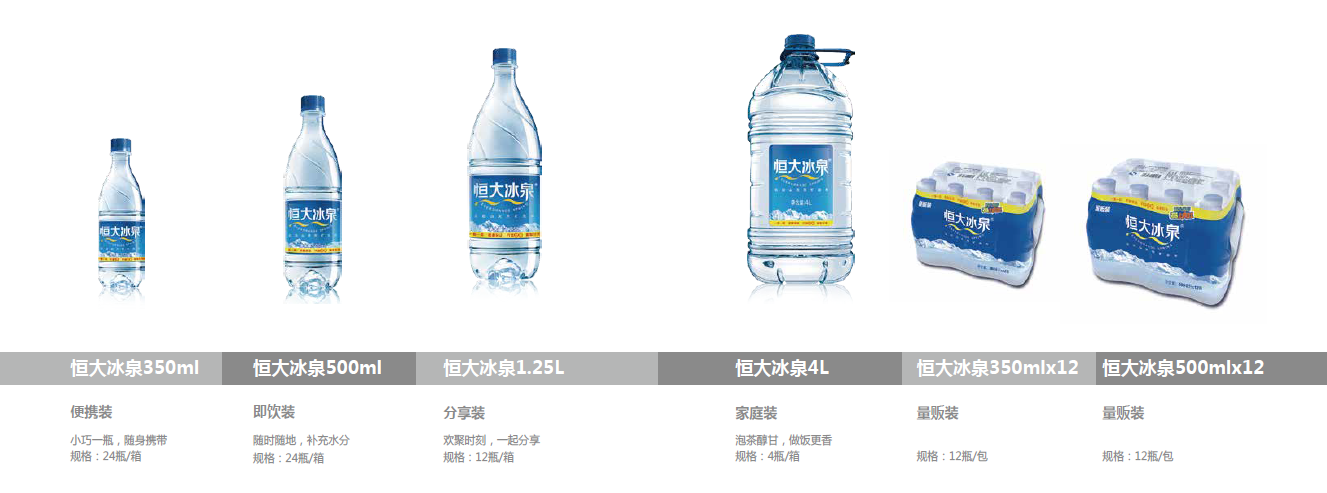 恒大冰泉
恒大冰泉
恒大冰泉
恒大冰泉
净含量:4L
恒大冰泉
恒大冰泉
恒大冰泉350ml
恒大冰泉500ml
恒大冰泉1.25L
恒大冰泉4L
恒大冰泉350mlx12
恒大冰泉500mlx12
便携装
小巧一瓶，随身携带
规格：24瓶/箱
即饮装
随时随地，补充水分
规格：24瓶/箱
分享装
欢聚时刻，一起分享
规格：12瓶/箱
家庭装
泡茶醇甘，做饭更香
规格：4瓶/箱
量贩装
规格：12瓶/包
量贩装
规格：12瓶/包